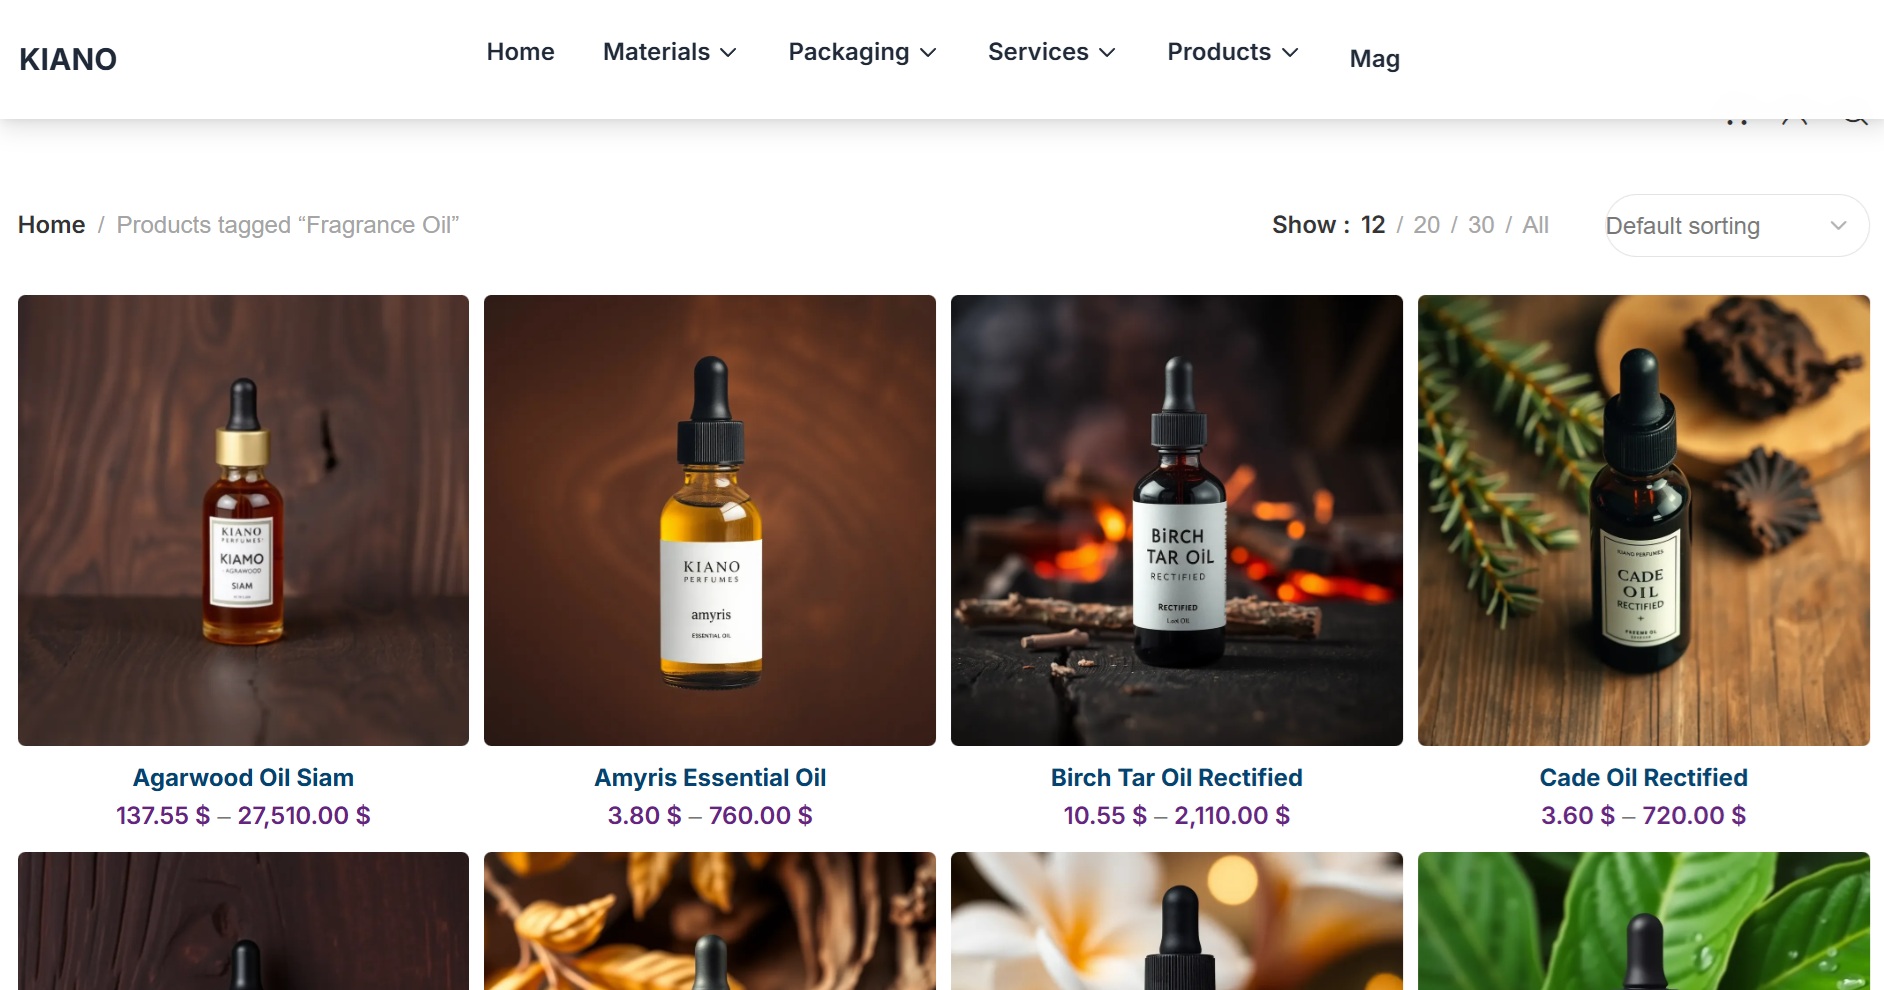 KIANO
Home Materials Packaging Services Products Mag
Home / Products tagged “Fragrance Oil”
Show : 12 / 20 / 30 / All
Default sorting
KIANO
PERFUMES
KIAMO
AGRAWOOD
SIAM
KIANO
PERFUMES
amyris
ESSENTIAL OIL
BiRCH
TAR OiL
RECTIFIED
RECTIFIED
KIANO PERFUMES
CADE
OIL
RECTIFIED
+
Agarwood Oil Siam
137.55 $ – 27,510.00 $
Amyris Essential Oil
3.80 $ – 760.00 $
Birch Tar Oil Rectified
10.55 $ – 2,110.00 $
Cade Oil Rectified
3.60 $ – 720.00 $